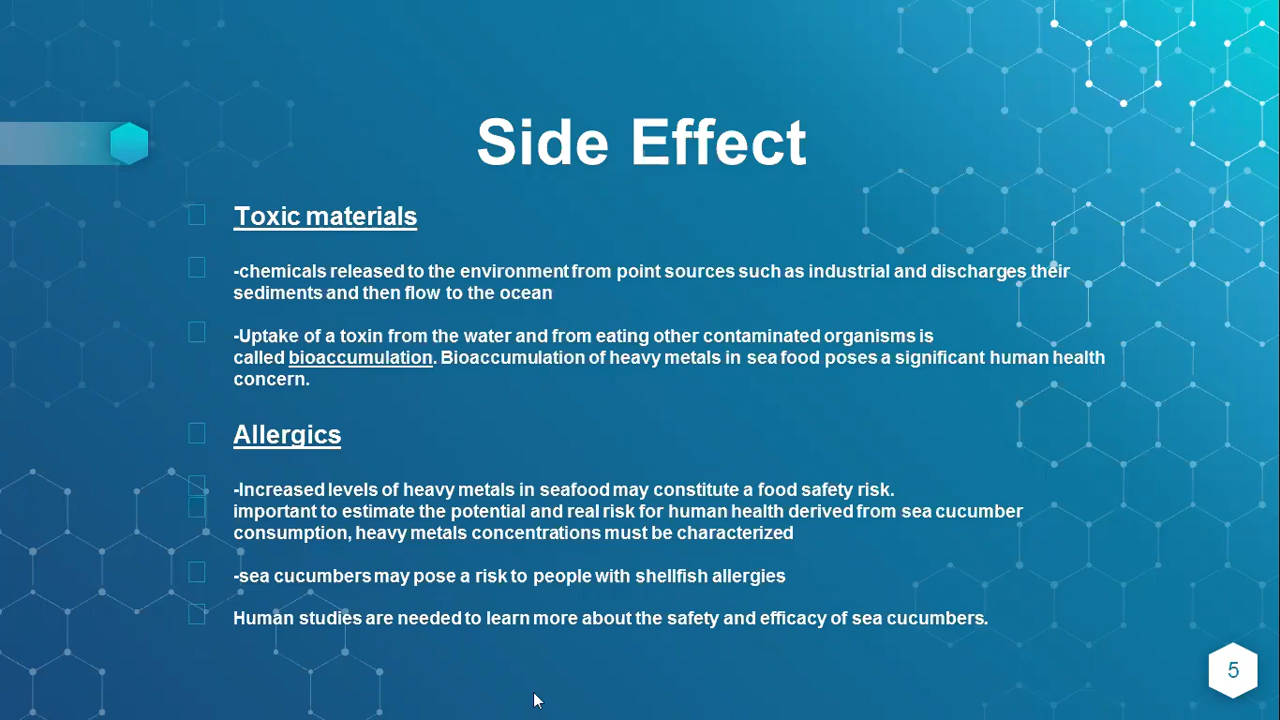 Side Effect
Toxic materials
-chemicals released to the environment from point sources such as industrial and discharges their
sediments and then flow to the ocean
-Uptake of a toxin from the water and from eating other contaminated organisms is
called bioaccumulation. Bioaccumulation of heavy metals in sea food poses a significant human health
concern.
Allergics
-Increased levels of heavy metals in seafood may constitute a food safety risk.
important to estimate the potential and real risk for human health derived from sea cucumber
consumption, heavy metals concentrations must be characterized
-sea cucumbers may pose a risk to people with shellfish allergies
Human studies are needed to learn more about the safety and efficacy of sea cucumbers.
5